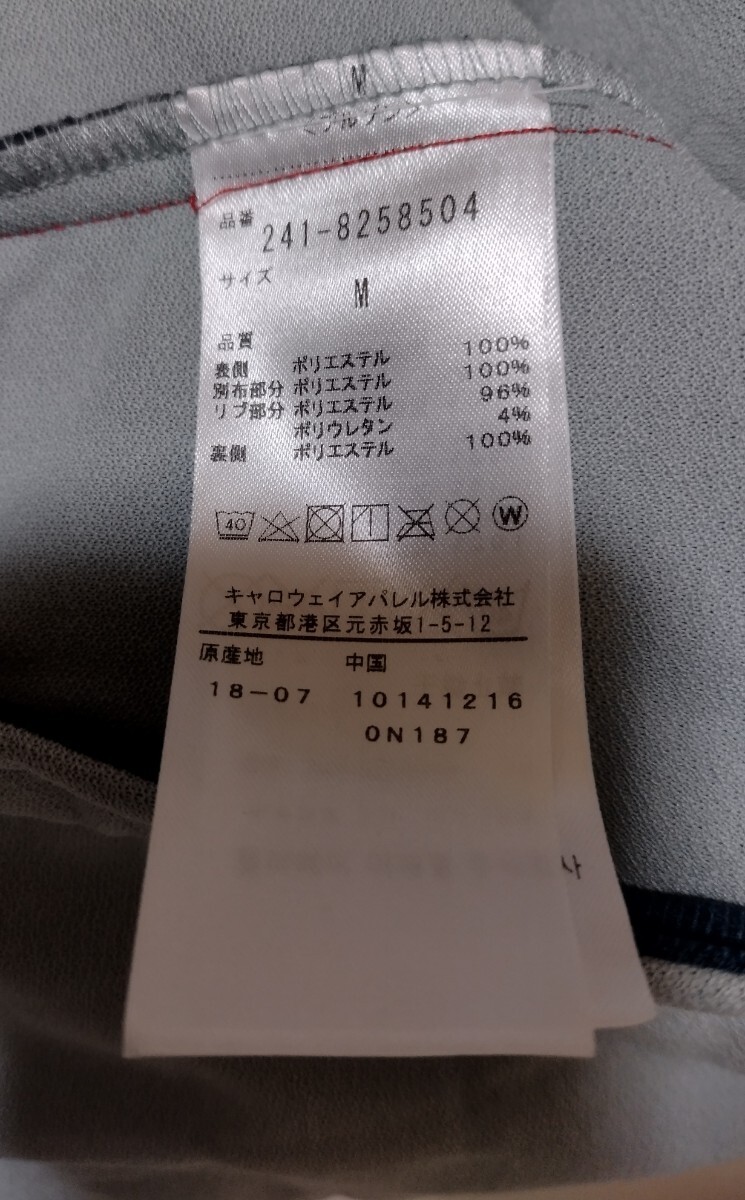 M
品番 241-8258504
サイズ
M
品質
表側 ポリエステル 100%
別布部分 ポリエステル 100%
リブ部分 ポリエステル 96%
ポリウレタン 4%
裏側 ポリエステル 100%
40 W
キャロウェイアパレル株式会社
東京都港区元赤坂1-5-12
原産地 中国
18-07 10141216
0N187